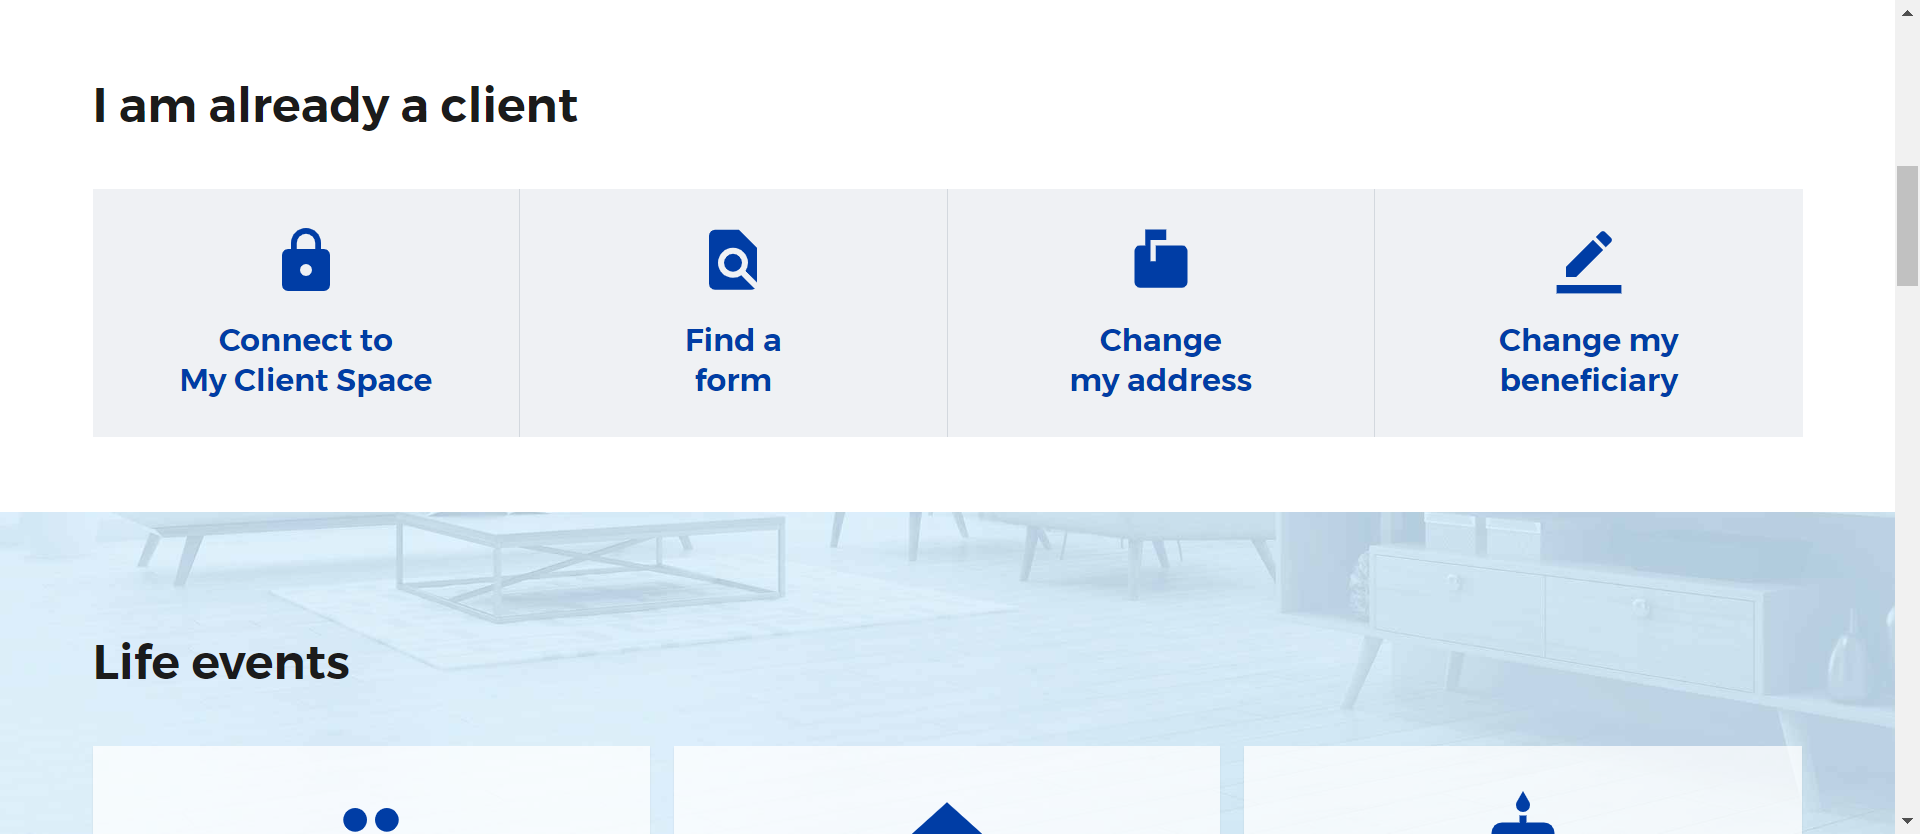 I am already a client
Connect to
My Client Space
Find a
form
Change
my address
Change my
beneficiary
Life events